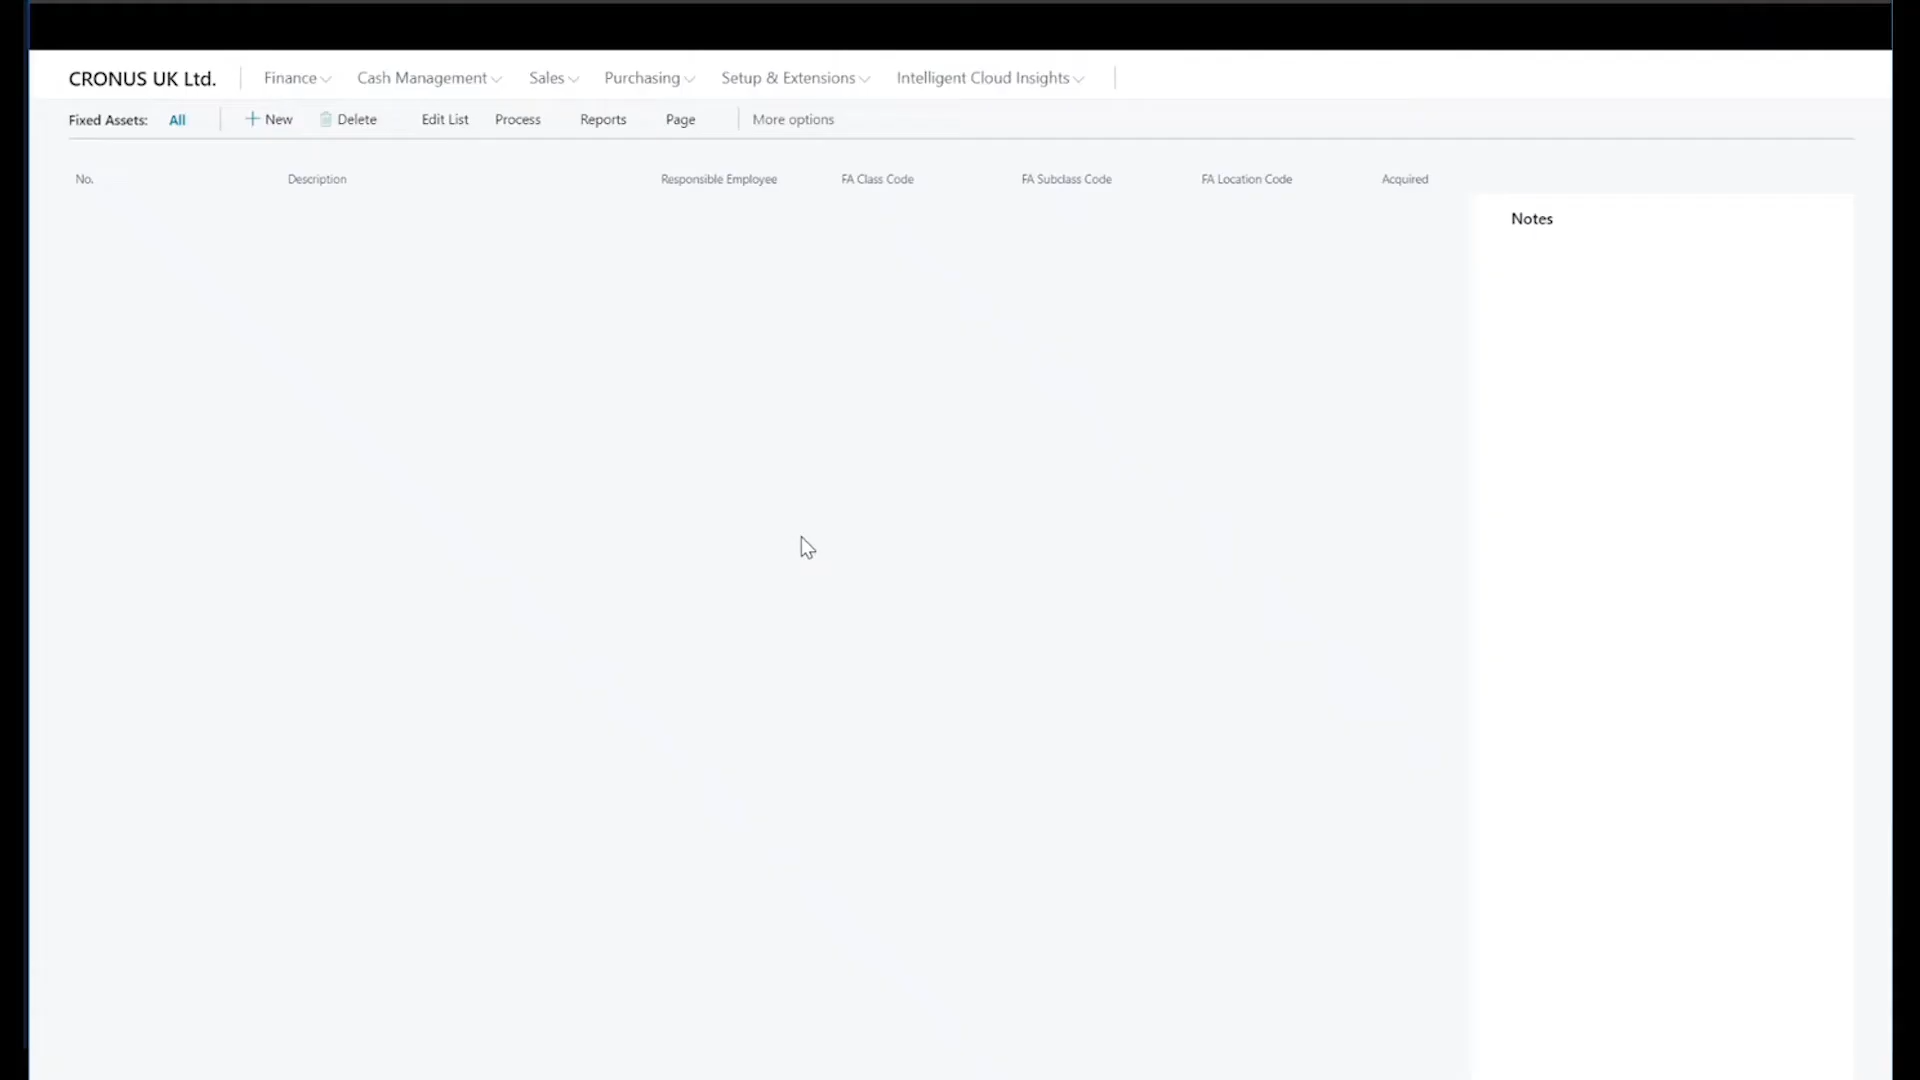 CRONUS UK Ltd. Finance Cash Management Sales Purchasing Setup & Extensions Intelligent Cloud Insights
Fixed Assets: All New Delete Edit List Process Reports Page More options
No. Description Responsible Employee FA Class Code FA Subclass Code FA Location Code Acquired
Notes